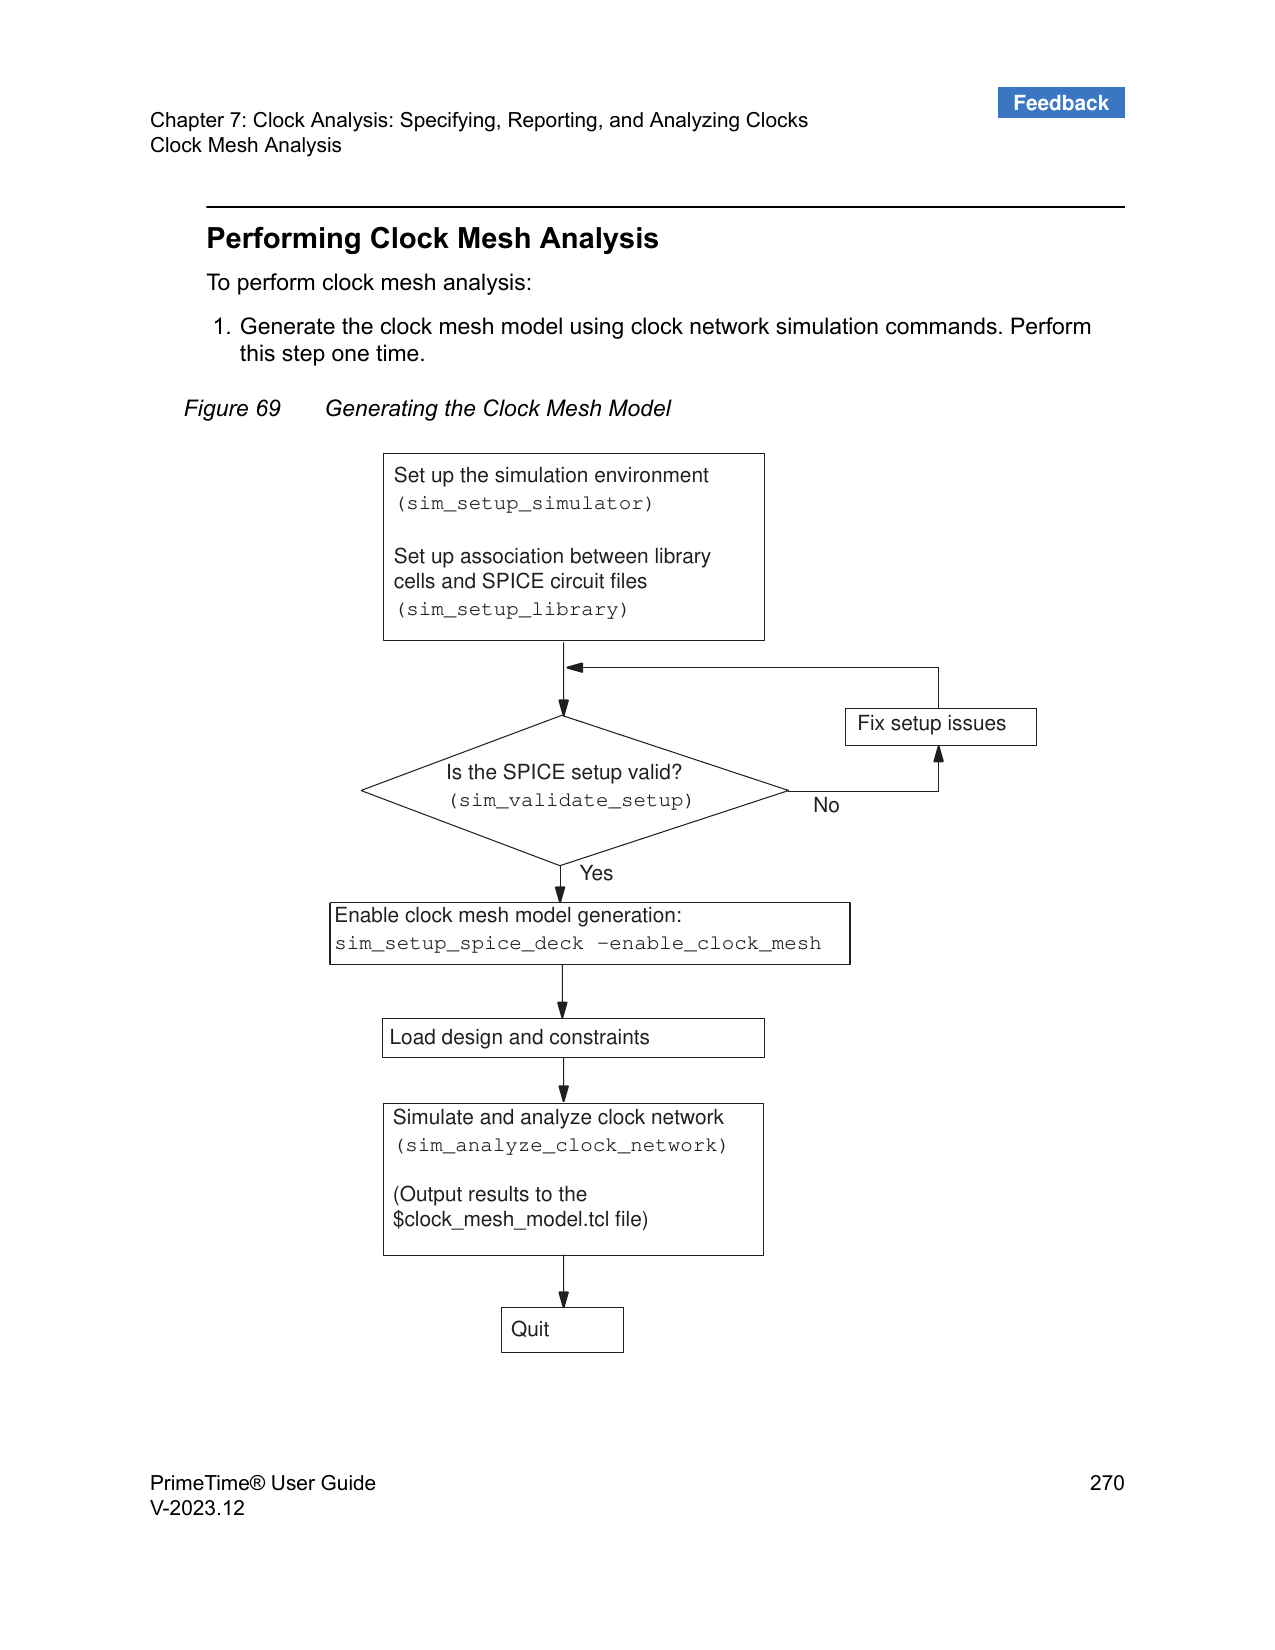 Feedback
Chapter 7: Clock Analysis: Specifying, Reporting, and Analyzing Clocks
Clock Mesh Analysis
Performing Clock Mesh Analysis
To perform clock mesh analysis:
1. Generate the clock mesh model using clock network simulation commands. Perform
this step one time.
Figure 69 Generating the Clock Mesh Model
Set up the simulation environment
(sim_setup_simulator)
Set up association between library
cells and SPICE circuit files
(sim_setup_library)
Fix setup issues
Is the SPICE setup valid?
(sim_validate_setup)
No
Yes
Enable clock mesh model generation:
sim_setup_spice_deck -enable_clock_mesh
Load design and constraints
Simulate and analyze clock network
(sim_analyze_clock_network)
(Output results to the
$clock_mesh_model.tcl file)
Quit
PrimeTime® User Guide 270
V-2023.12